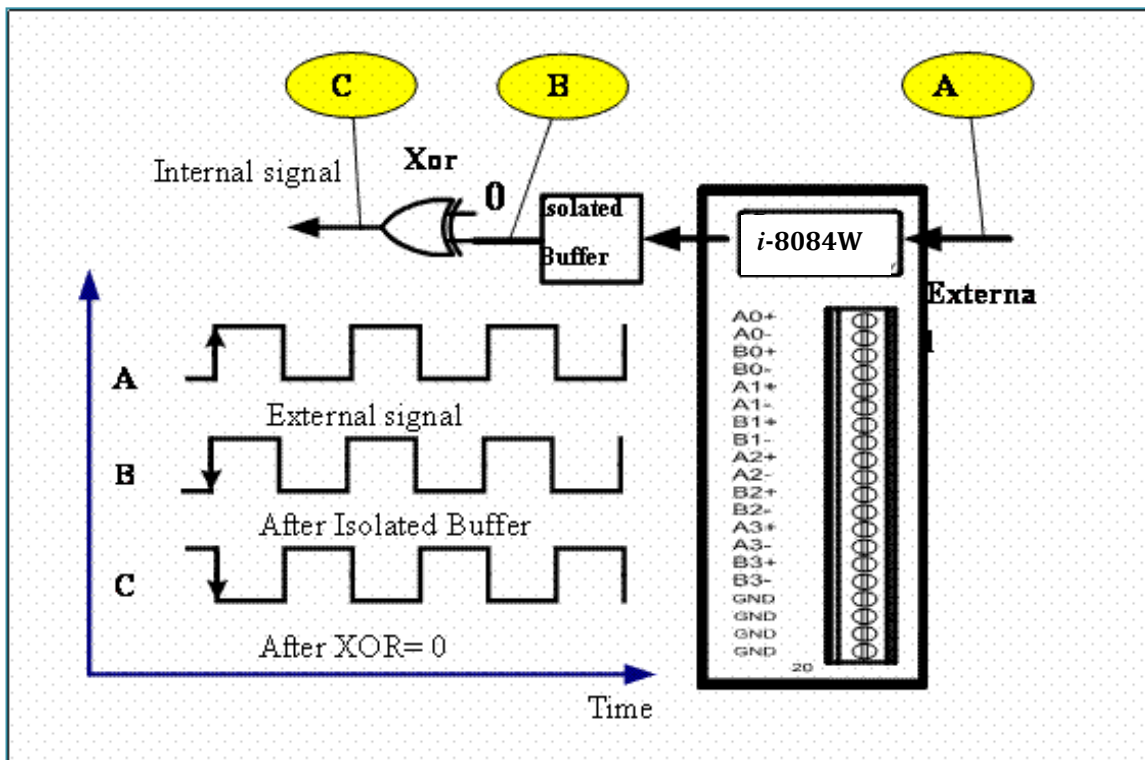 C
B
A
Xor
Internal signal
0
Isolated
Buffer
i-8084W
External
A
External signal
B
After Isolated Buffer
C
After XOR= 0
Time
A0+
A0-
B0+
B0-
A1+
A1-
B1+
B1-
A2+
A2-
B2+
B2-
A3+
A3-
B3+
B3-
GND
GND
GND
GND
20